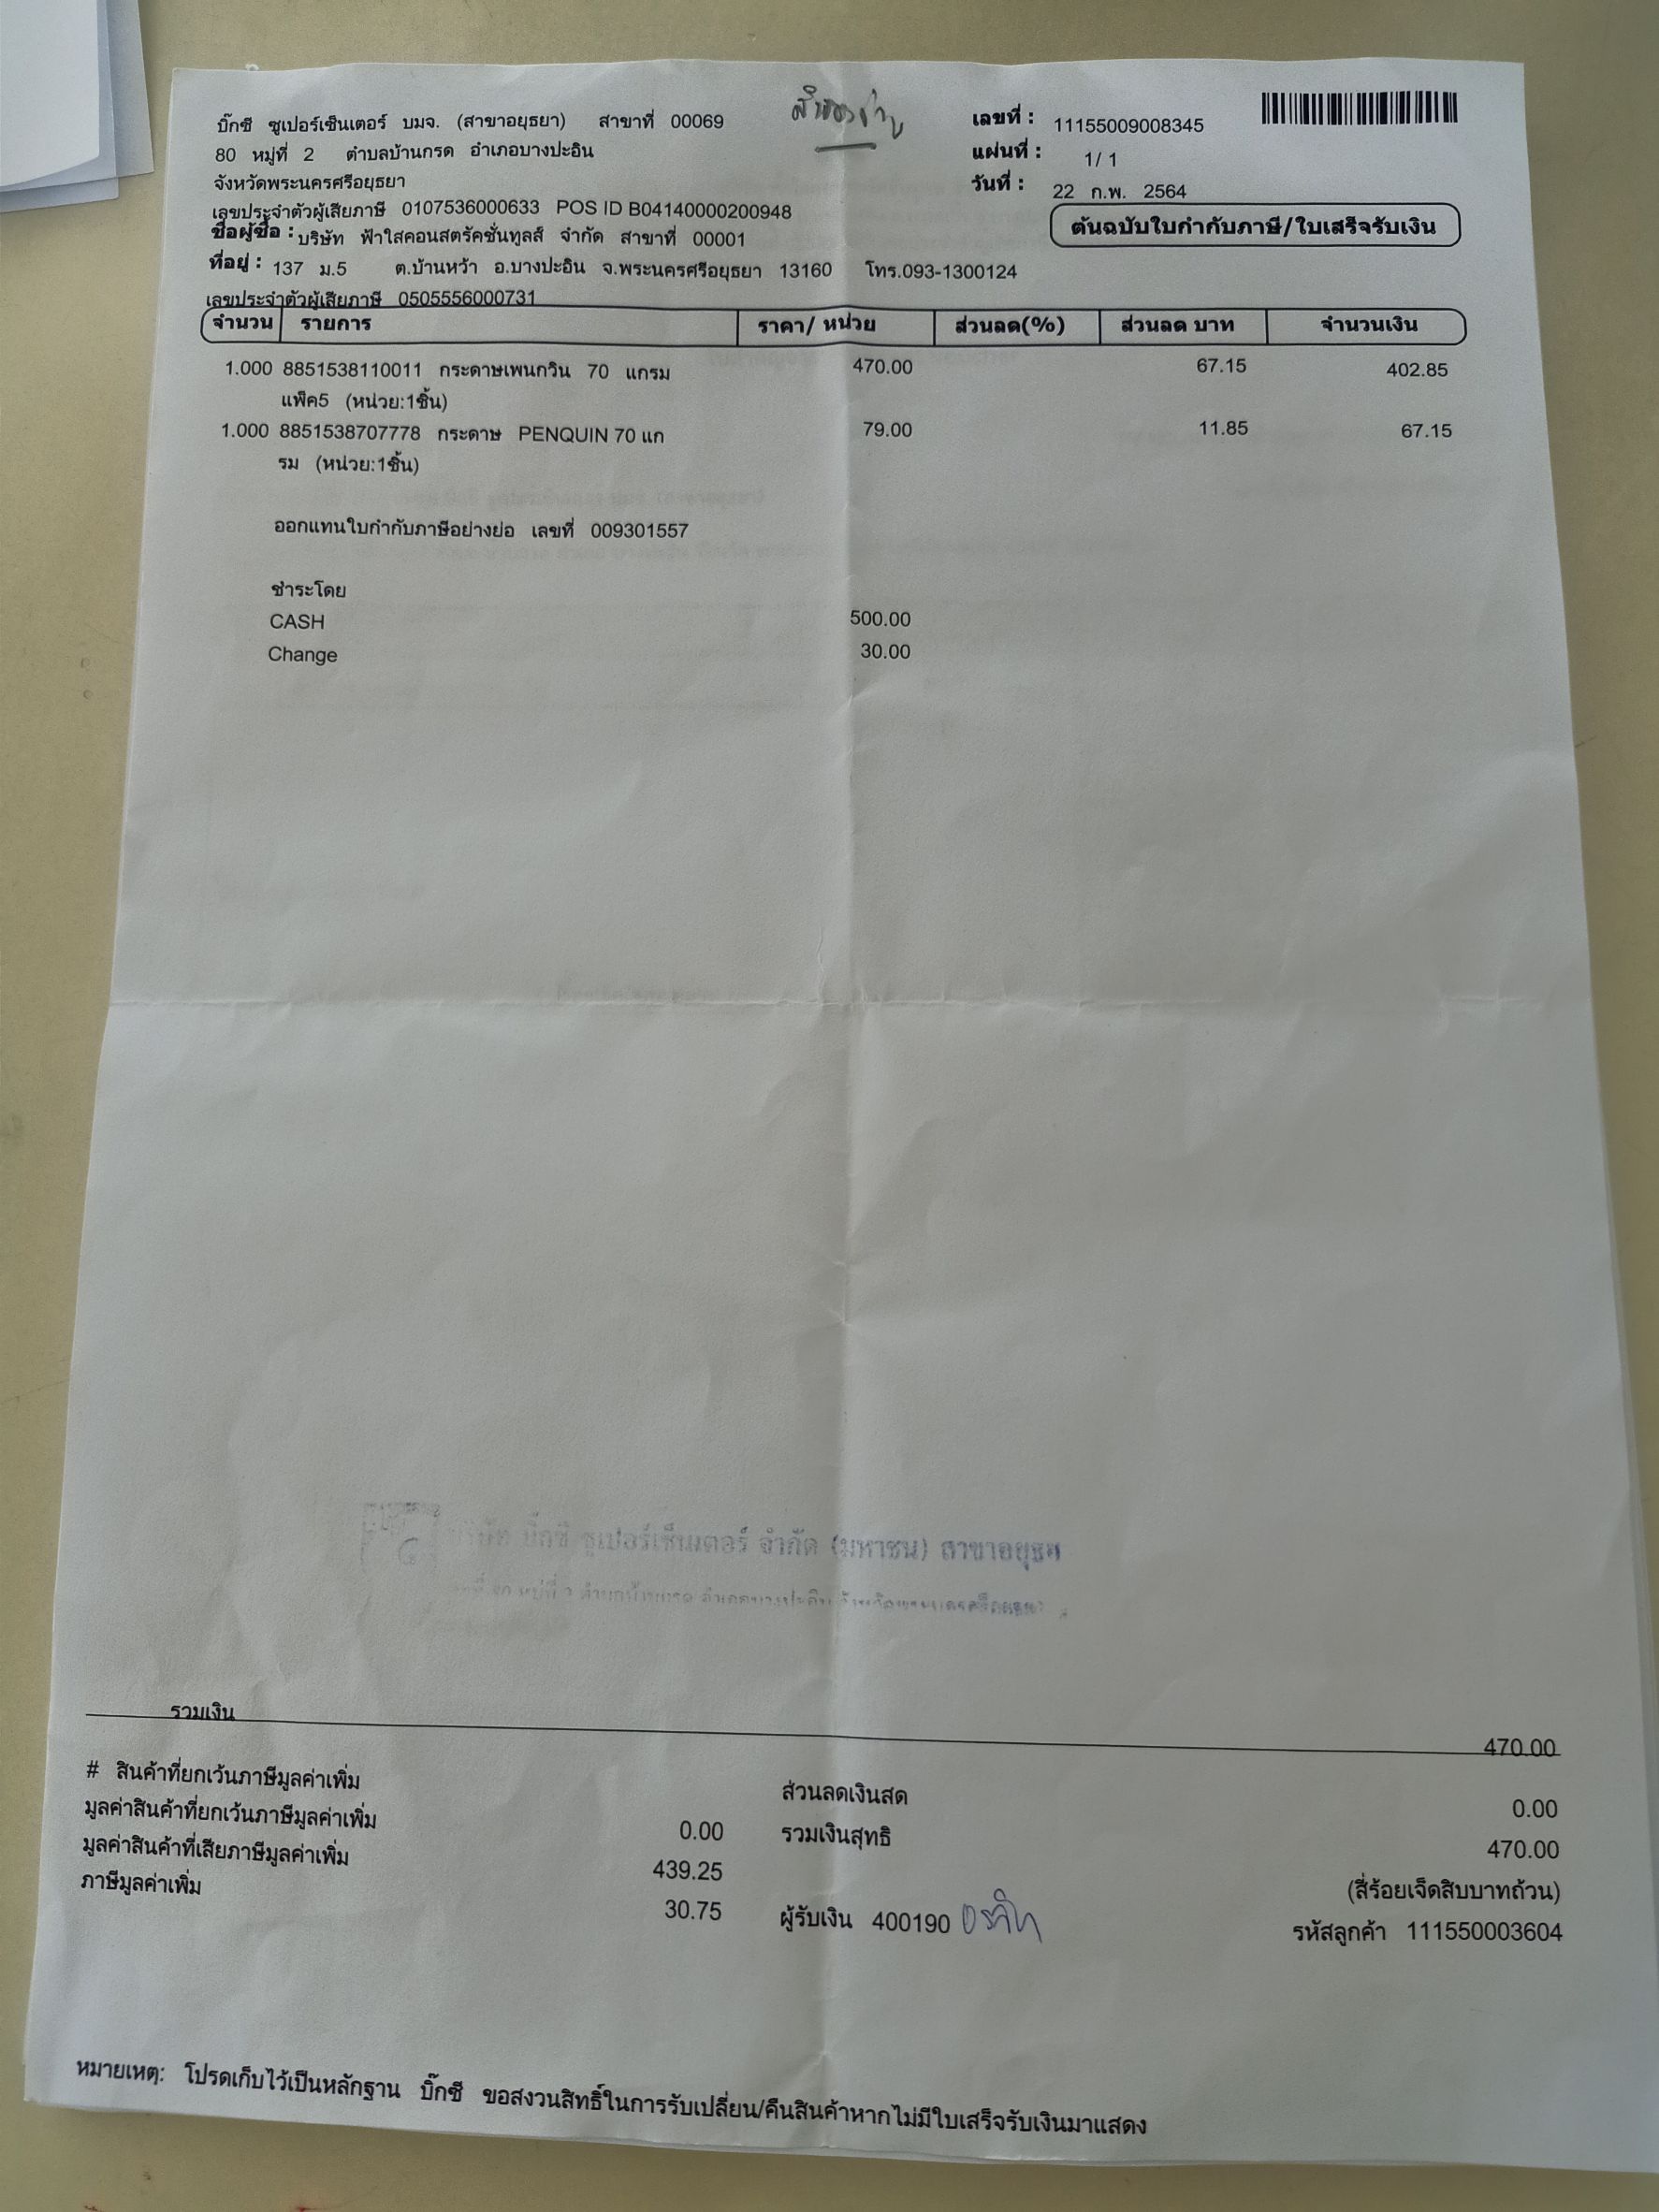 บิ๊กซี ซูเปอร์เซ็นเตอร์ บมจ. (สาขาอยุธยา) สาขาที่ 00069
80 หมู่ที่ 2 ตำบลบ้านกรด อำเภอบางปะอิน
จังหวัดพระนครศรีอยุธยา
เลขประจำตัวผู้เสียภาษี 0107536000633 POS ID B04140000200948
เลขที่ : 11155009008345
แผ่นที่ : 1/ 1
วันที่ : 22 ก.พ. 2564
ต้นฉบับใบกำกับภาษี/ใบเสร็จรับเงิน
ชื่อผู้ซื้อ : บริษัท ฟ้าใสคอนสตรัคชั่นทูลส์ จำกัด สาขาที่ 00001
ที่อยู่ : 137 ม.5 ต.บ้านหว้า อ.บางปะอิน จ.พระนครศรีอยุธยา 13160 โทร.093-1300124
เลขประจำตัวผู้เสียภาษี 0505556000731
จำนวน รายการ ราคา/ หน่วย ส่วนลด(%) ส่วนลด บาท จำนวนเงิน
1.000 8851538110011 กระดาษเพนกวิน 70 แกรม 470.00 67.15 402.85
แพ็ค5 (หน่วย:1ชิ้น)
1.000 8851538707778 กระดาษ PENQUIN 70 แก 79.00 11.85 67.15
รม (หน่วย:1ชิ้น)
ออกแทนใบกำกับภาษีอย่างย่อ เลขที่ 009301557
ชำระโดย
CASH 500.00
Change 30.00
บิ๊กซี ซูเปอร์เซ็นเตอร์ จำกัด (มหาชน) สาขาอยุธย
รวมเงิน 470.00
# สินค้าที่ยกเว้นภาษีมูลค่าเพิ่ม ส่วนลดเงินสด 0.00
มูลค่าสินค้าที่ยกเว้นภาษีมูลค่าเพิ่ม 0.00 รวมเงินสุทธิ 470.00
มูลค่าสินค้าที่เสียภาษีมูลค่าเพิ่ม 439.25 (สี่ร้อยเจ็ดสิบบาทถ้วน)
ภาษีมูลค่าเพิ่ม 30.75 ผู้รับเงิน 400190 รหัสลูกค้า 111550003604
หมายเหตุ: โปรดเก็บไว้เป็นหลักฐาน บิ๊กซี ขอสงวนสิทธิ์ในการรับเปลี่ยน/คืนสินค้าหากไม่มีใบเสร็จรับเงินมาแสดง